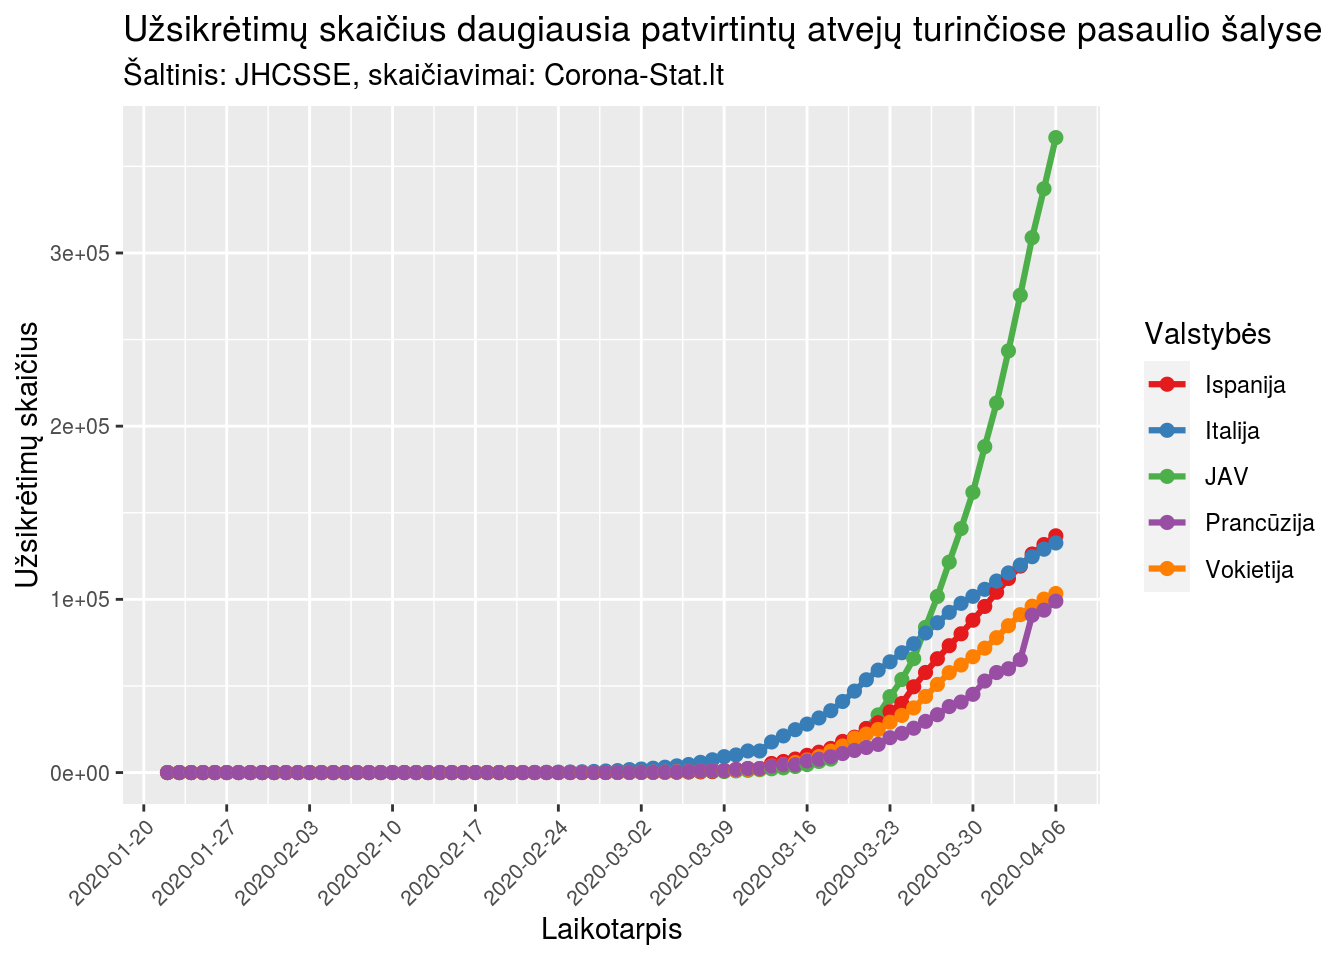 Užsikrėtimų skaičius daugiausia patvirtintų atvejų turinčiose pasaulio šalyse
Šaltinis: JHCSSE, skaičiavimai: Corona-Stat.lt
Užsikrėtimų skaičius
3e+05
2e+05
1e+05
0e+00
2020-01-20
2020-01-27
2020-02-03
2020-02-10
2020-02-17
2020-02-24
2020-03-02
2020-03-09
2020-03-16
2020-03-23
2020-03-30
2020-04-06
Laikotarpis
Valstybės
Ispanija
Italija
JAV
Prancūzija
Vokietija